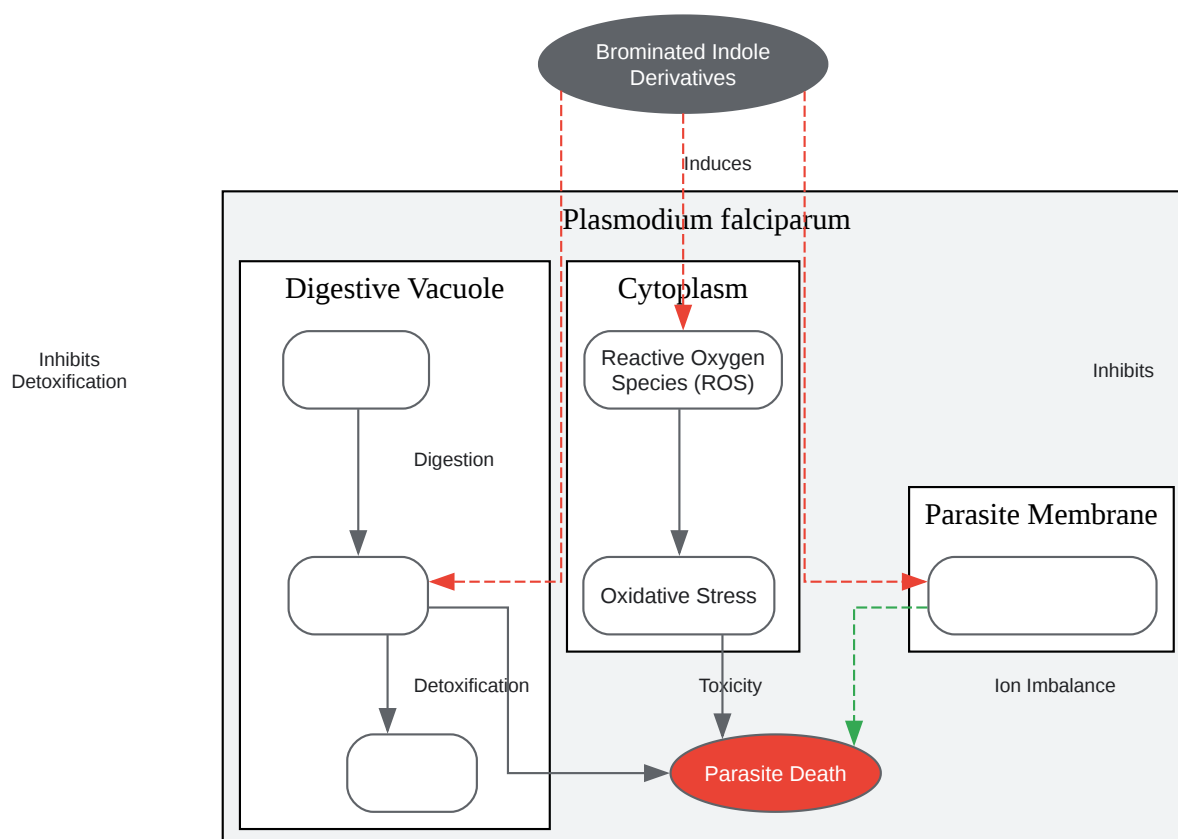 Brominated Indole
Derivatives
Induces
Plasmodium falciparum
Digestive Vacuole
Cytoplasm
Inhibits
Detoxification
Reactive Oxygen
Species (ROS)
Inhibits
Digestion
Parasite Membrane
Oxidative Stress
Detoxification
Toxicity
Ion Imbalance
Parasite Death